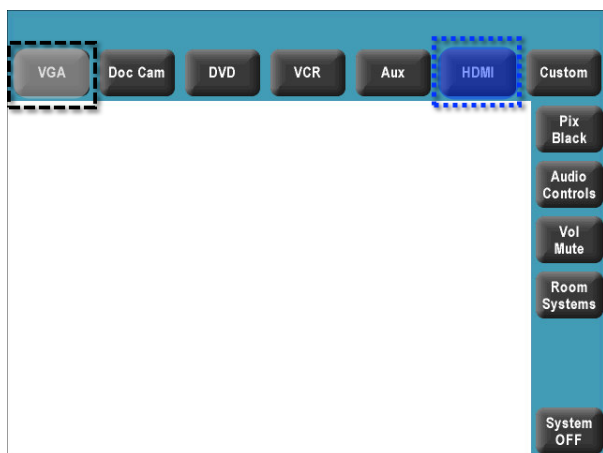 VGA
Doc Cam
DVD
VCR
Aux
HDMI
Custom
Pix
Black
Audio
Controls
Vol
Mute
Room
Systems
System
OFF